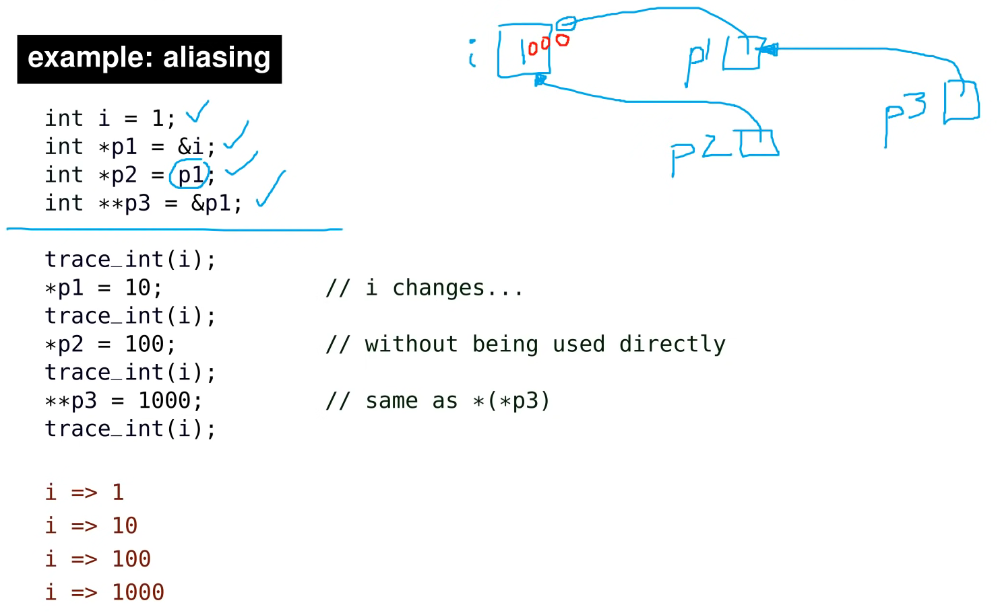 example: aliasing
int i = 1;
int *p1 = &i;
int *p2 = p1;
int **p3 = &p1;
trace_int(i);
*p1 = 10; // i changes...
trace_int(i);
*p2 = 100; // without being used directly
trace_int(i);
**p3 = 1000; // same as *(*p3)
trace_int(i);
i => 1
i => 10
i => 100
i => 1000
i 1000
p1
p2
p3